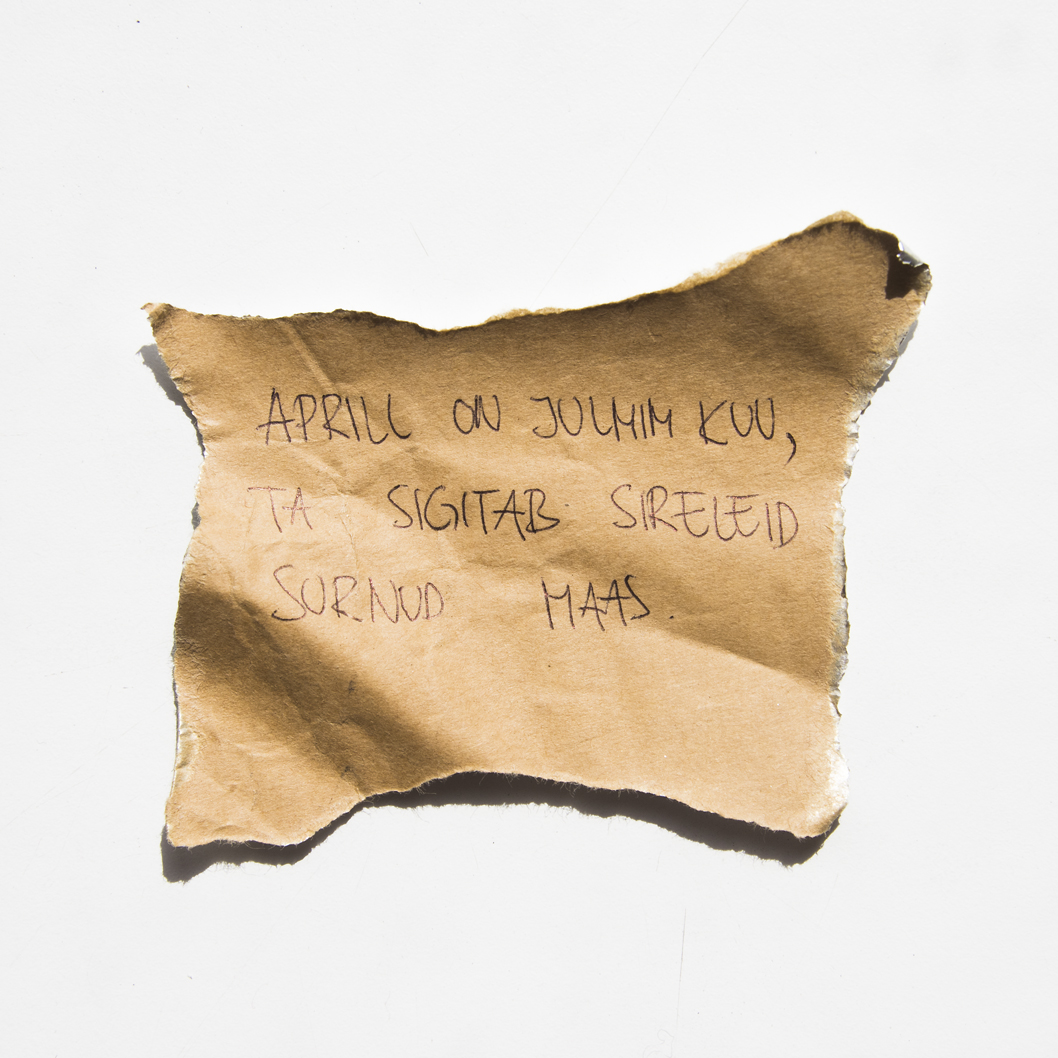 APRILL ON JULMIM KUU,
TA SIGITAB SIRELEID
SURNUD MAAS.